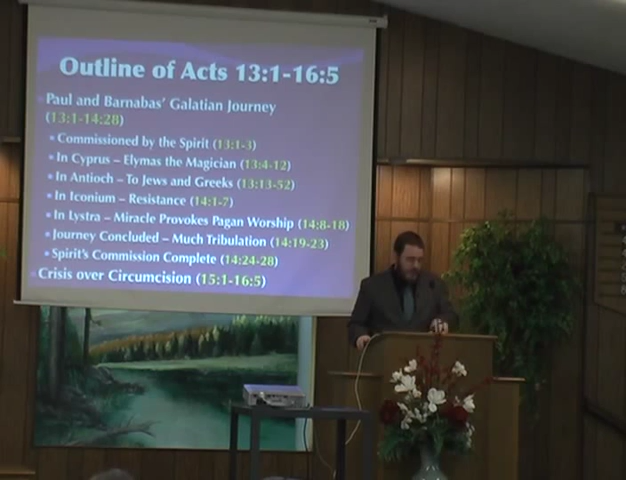 Outline of Acts 13:1-16:5
Paul and Barnabas' Galatian Journey
(13:1-14:28)
• Commissioned by the Spirit (13:1-3)
• In Cyprus – Elymas the Magician (13:4-12)
• In Antioch – To Jews and Greeks (13:13-52)
• In Iconium – Resistance (14:1-7)
• In Lystra – Miracle Provokes Pagan Worship (14:8-18)
• Journey Concluded – Much Tribulation (14:19-23)
• Spirit's Commission Complete (14:24-28)
Crisis over Circumcision (15:1-16:5)